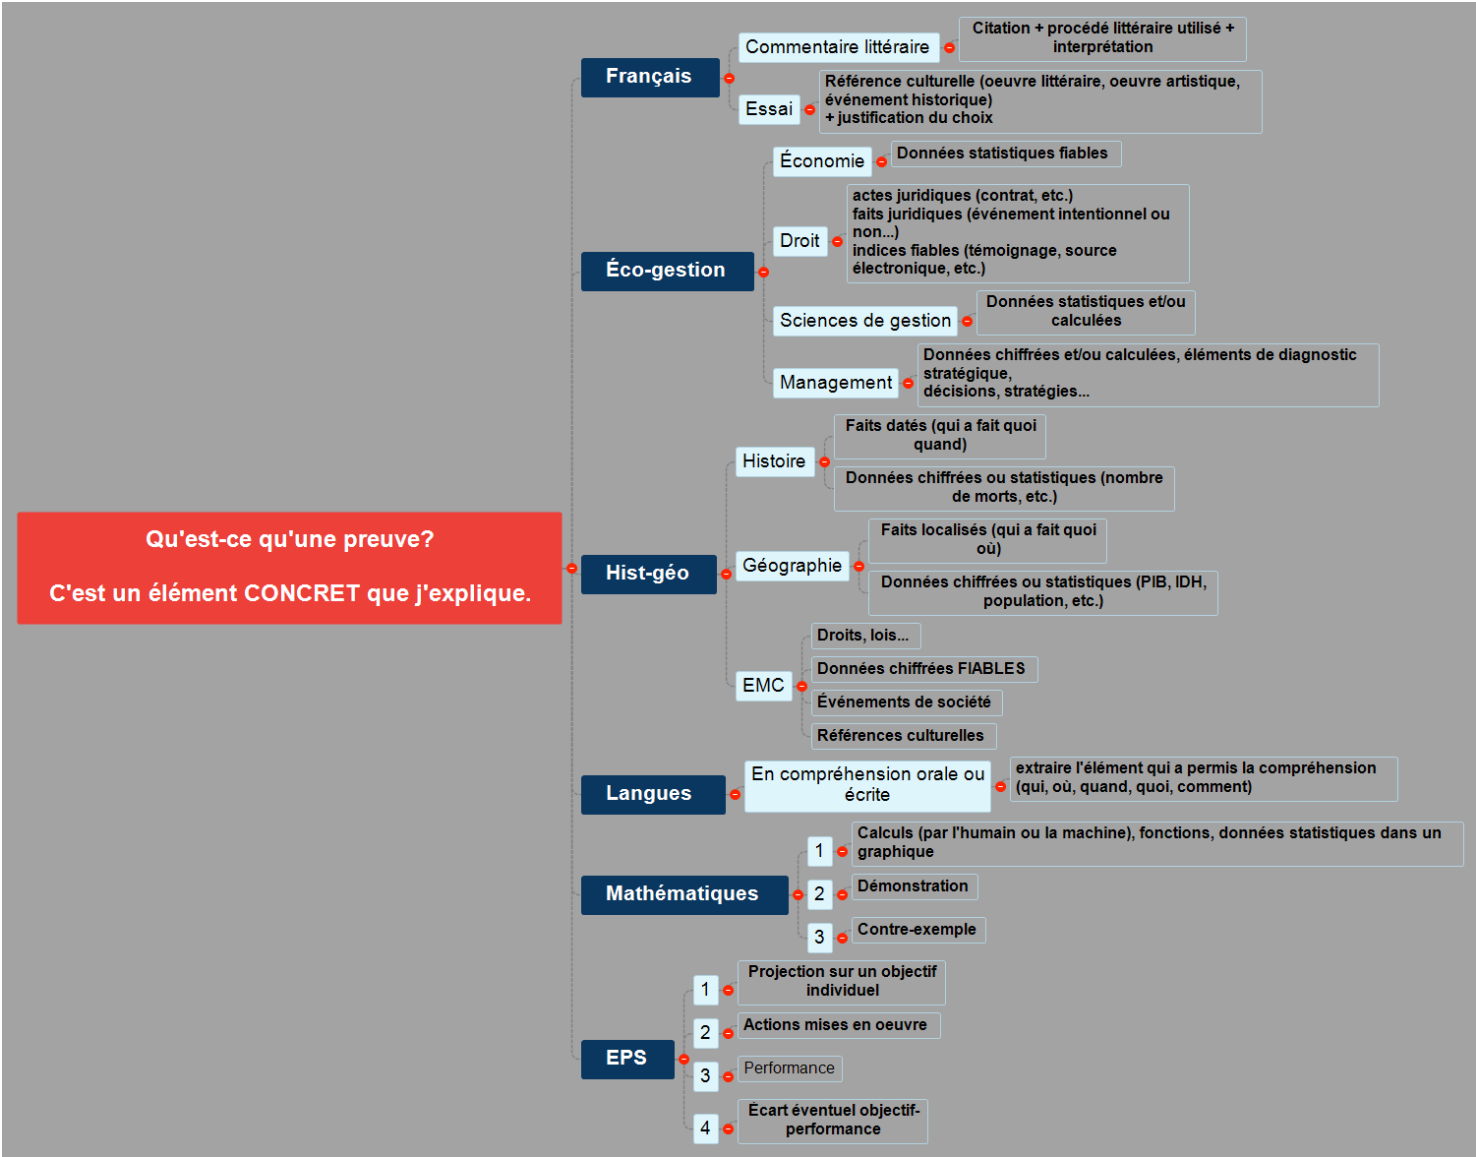 Qu'est-ce qu'une preuve?
C'est un élément CONCRET que j'explique.
Français
Commentaire littéraire
Citation + procédé littéraire utilisé +
interprétation
Essai
Référence culturelle (oeuvre littéraire, oeuvre artistique,
événement historique)
+ justification du choix
Éco-gestion
Économie
Données statistiques fiables
Droit
actes juridiques (contrat, etc.)
faits juridiques (événement intentionnel ou
non...)
indices fiables (témoignage, source
électronique, etc.)
Sciences de gestion
Données statistiques et/ou
calculées
Management
Données chiffrées et/ou calculées, éléments de diagnostic
stratégique,
décisions, stratégies...
Hist-géo
Histoire
Faits datés (qui a fait quoi
quand)
Données chiffrées ou statistiques (nombre
de morts, etc.)
Géographie
Faits localisés (qui a fait quoi
où)
Données chiffrées ou statistiques (PIB, IDH,
population, etc.)
EMC
Droits, lois...
Données chiffrées FIABLES
Événements de société
Références culturelles
Langues
En compréhension orale ou
écrite
extraire l'élément qui a permis la compréhension
(qui, où, quand, quoi, comment)
Mathématiques
1
Calculs (par l'humain ou la machine), fonctions, données statistiques dans un
graphique
2
Démonstration
3
Contre-exemple
EPS
1
Projection sur un objectif
individuel
2
Actions mises en oeuvre
3
Performance
4
Écart éventuel objectif-
performance